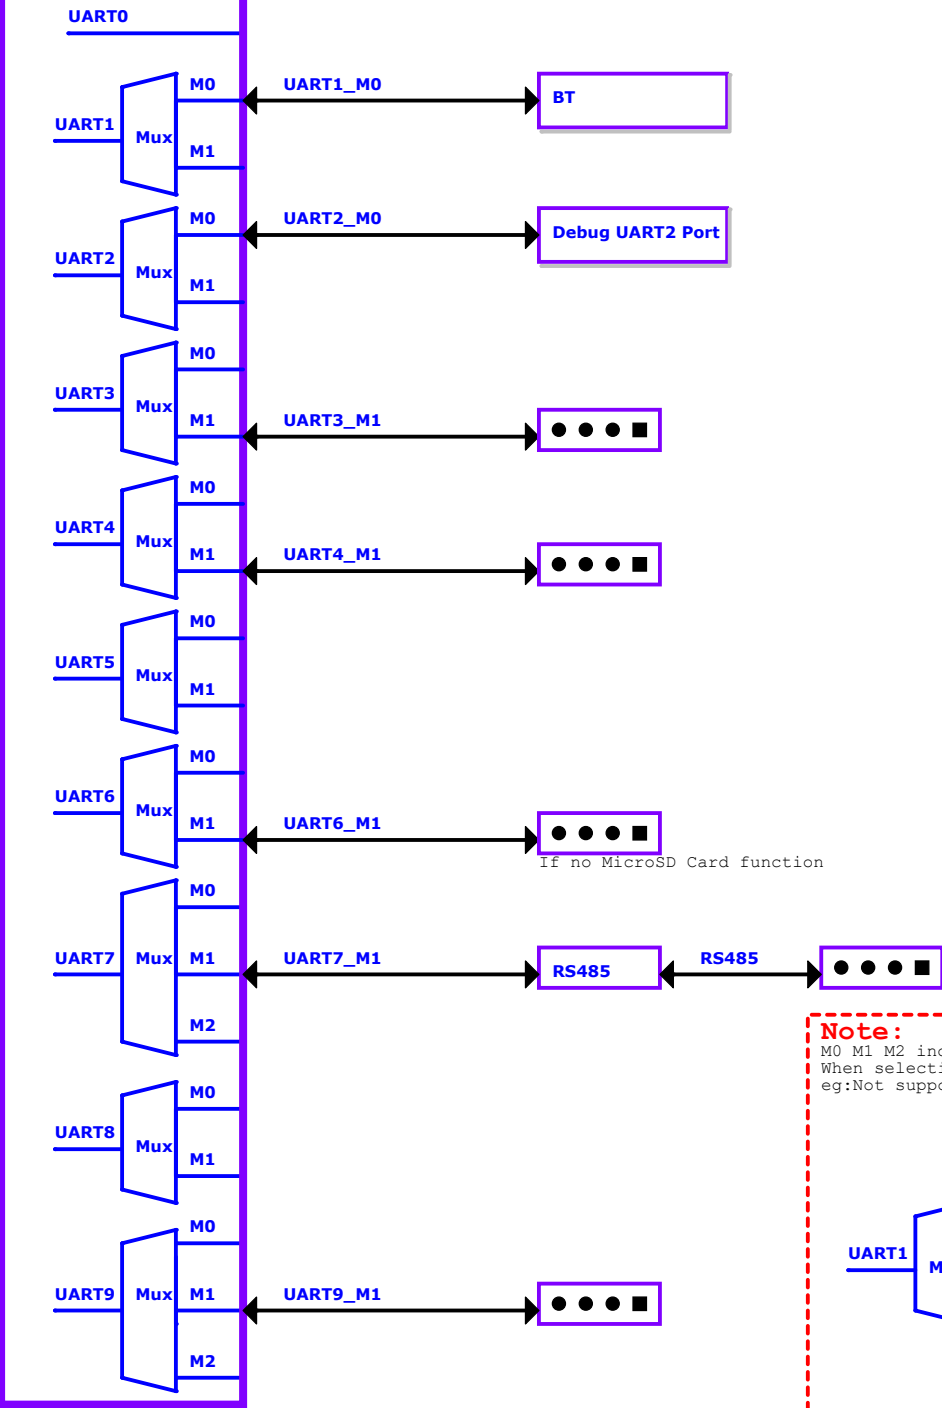 UART0
M0 UART1_M0 BT
UART1 Mux
M1
M0 UART2_M0 Debug UART2 Port
UART2 Mux
M1
M0
UART3 Mux
M1 UART3_M1
M0
UART4 Mux
M1 UART4_M1
M0
UART5 Mux
M1
M0
UART6 Mux
M1 UART6_M1
If no MicroSD Card function
M0
UART7 Mux M1 UART7_M1 RS485 RS485
M2
Note:
M0 M1 M2
When
eg:Not
M0
UART8 Mux
M1
M0
UART1
UART9 Mux M1 UART9_M1
M2